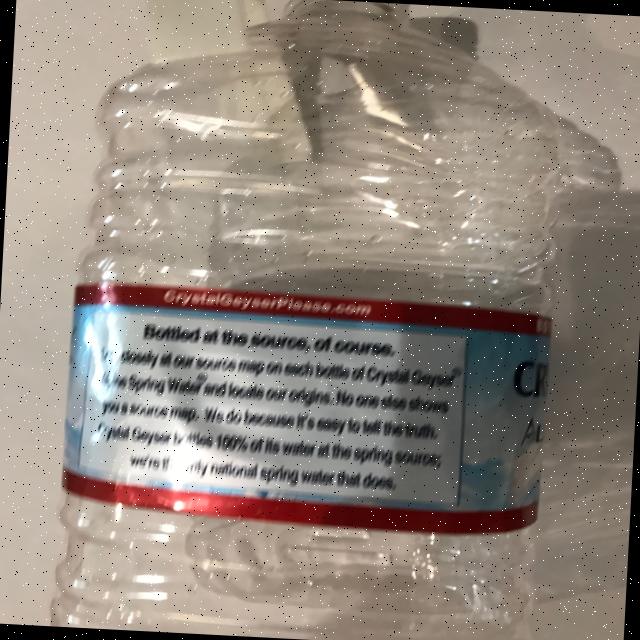 CrystalGeyserPlease.com
Bottled at the source, of course.
closely at our source map on each bottle of Crystal Geyser®
Alpine Spring Water® and locate our origins. No one else shows
you a source map. We do because it's easy to tell the truth.
Crystal Geyser bottles 100% of its water at the spring source;
we're the only national spring water that does.
CR
AL